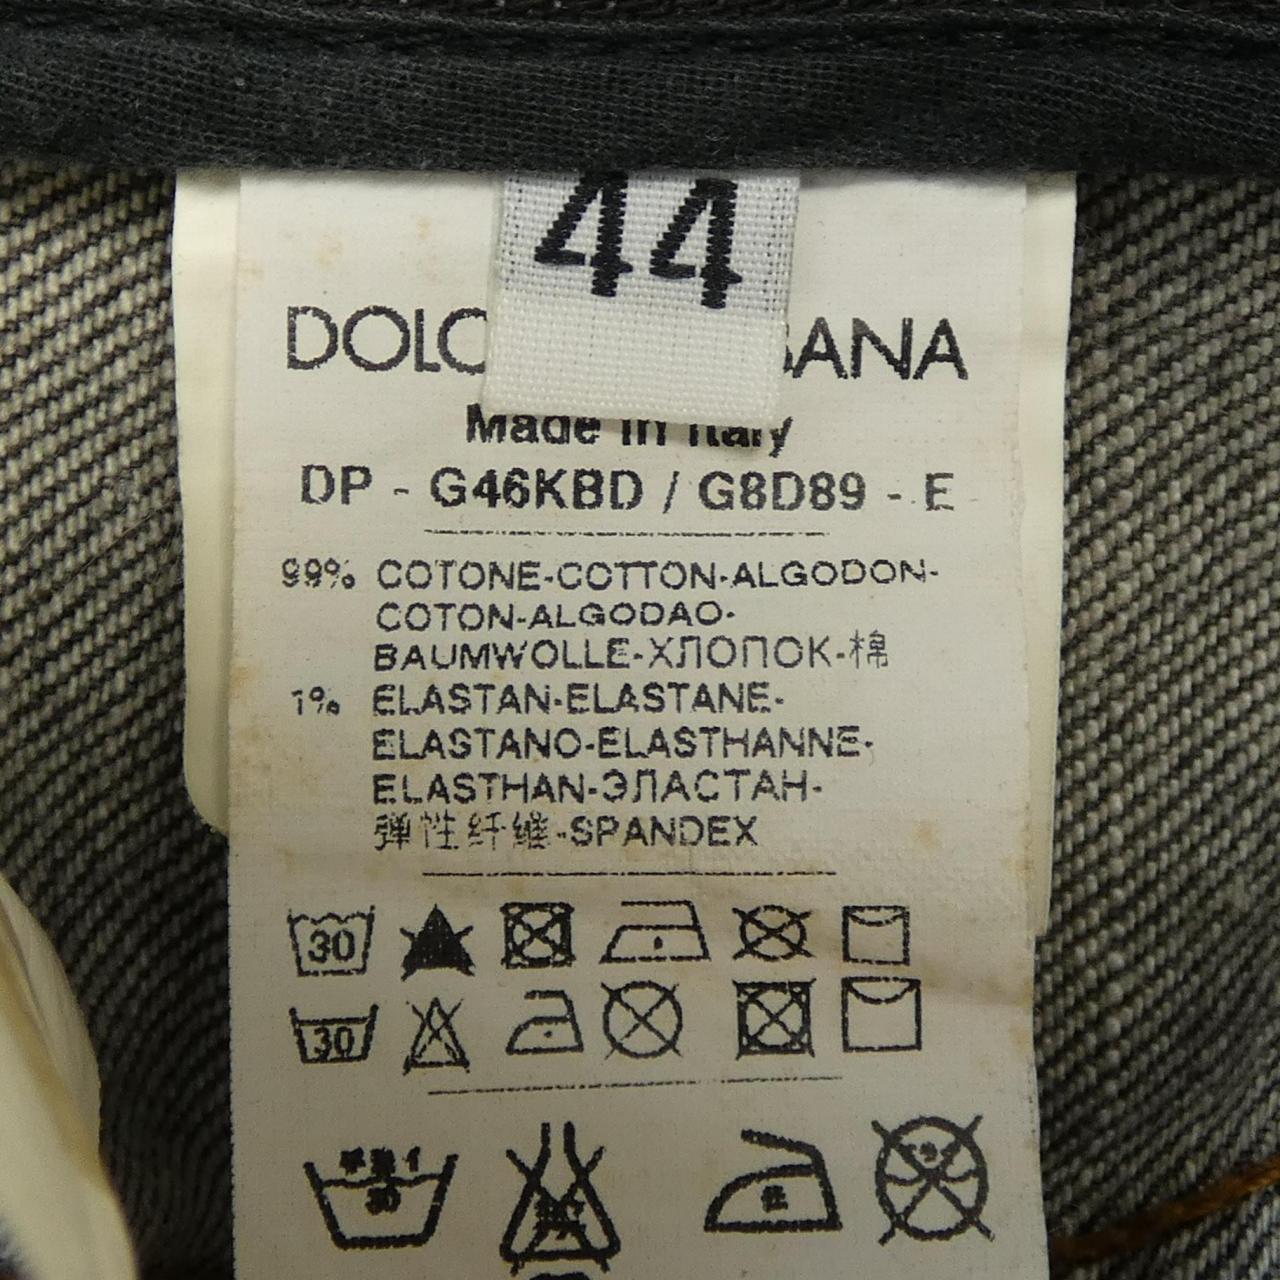 44
DOLC BANA
Made in Italy
DP - G46KBD / G8D89 - E
99% COTONE-COTTON-ALGODON-
COTON-ALGODAO-
BAUMWOLLE-ХЛОПОК-棉
1% ELASTAN-ELASTANE-
ELASTANO-ELASTHANNE-
ELASTHAN-ЭЛАСТАН-
弹性纤维-SPANDEX
30
30
30